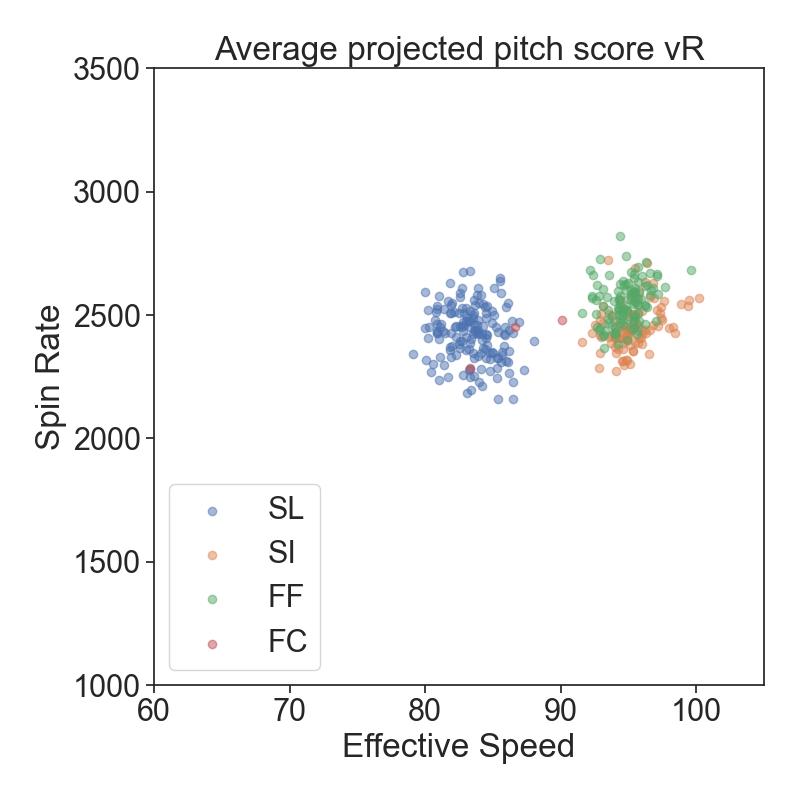 Average projected pitch score vR
3500
3000
2500
2000
1500
1000
Spin Rate
SL
SI
FF
FC
60
70
80
90
100
Effective Speed